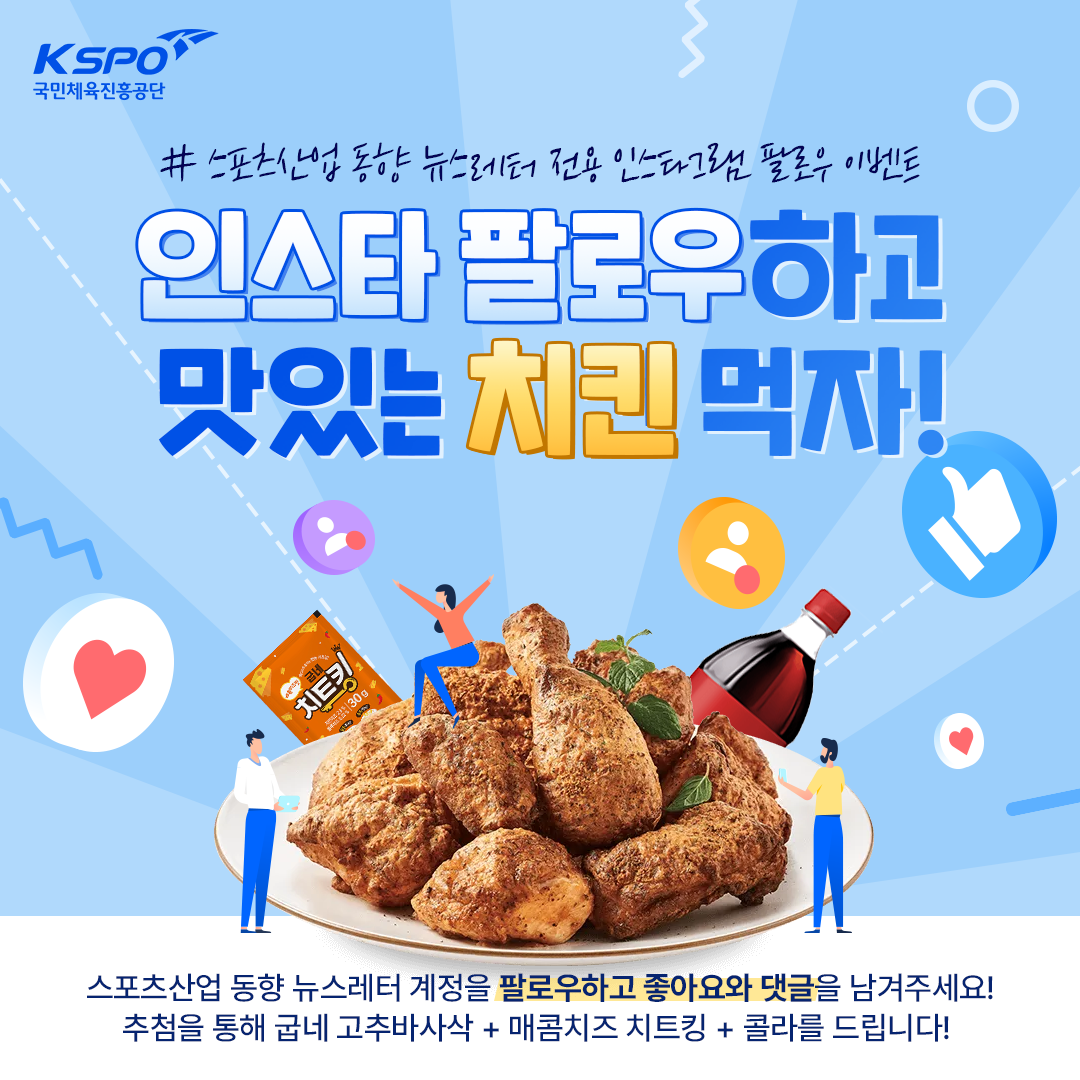 KSPO
국민체육진흥공단
# 스포츠산업 동향 뉴스레터 전용 인스타그램 팔로우 이벤트
인스타 팔로우하고
맛있는 치킨 먹자!
굽네
치트킹
30g
스포츠산업 동향 뉴스레터 계정을 팔로우하고 좋아요와 댓글을 남겨주세요!
추첨을 통해 굽네 고추바사삭 + 매콤치즈 치트킹 + 콜라를 드립니다!